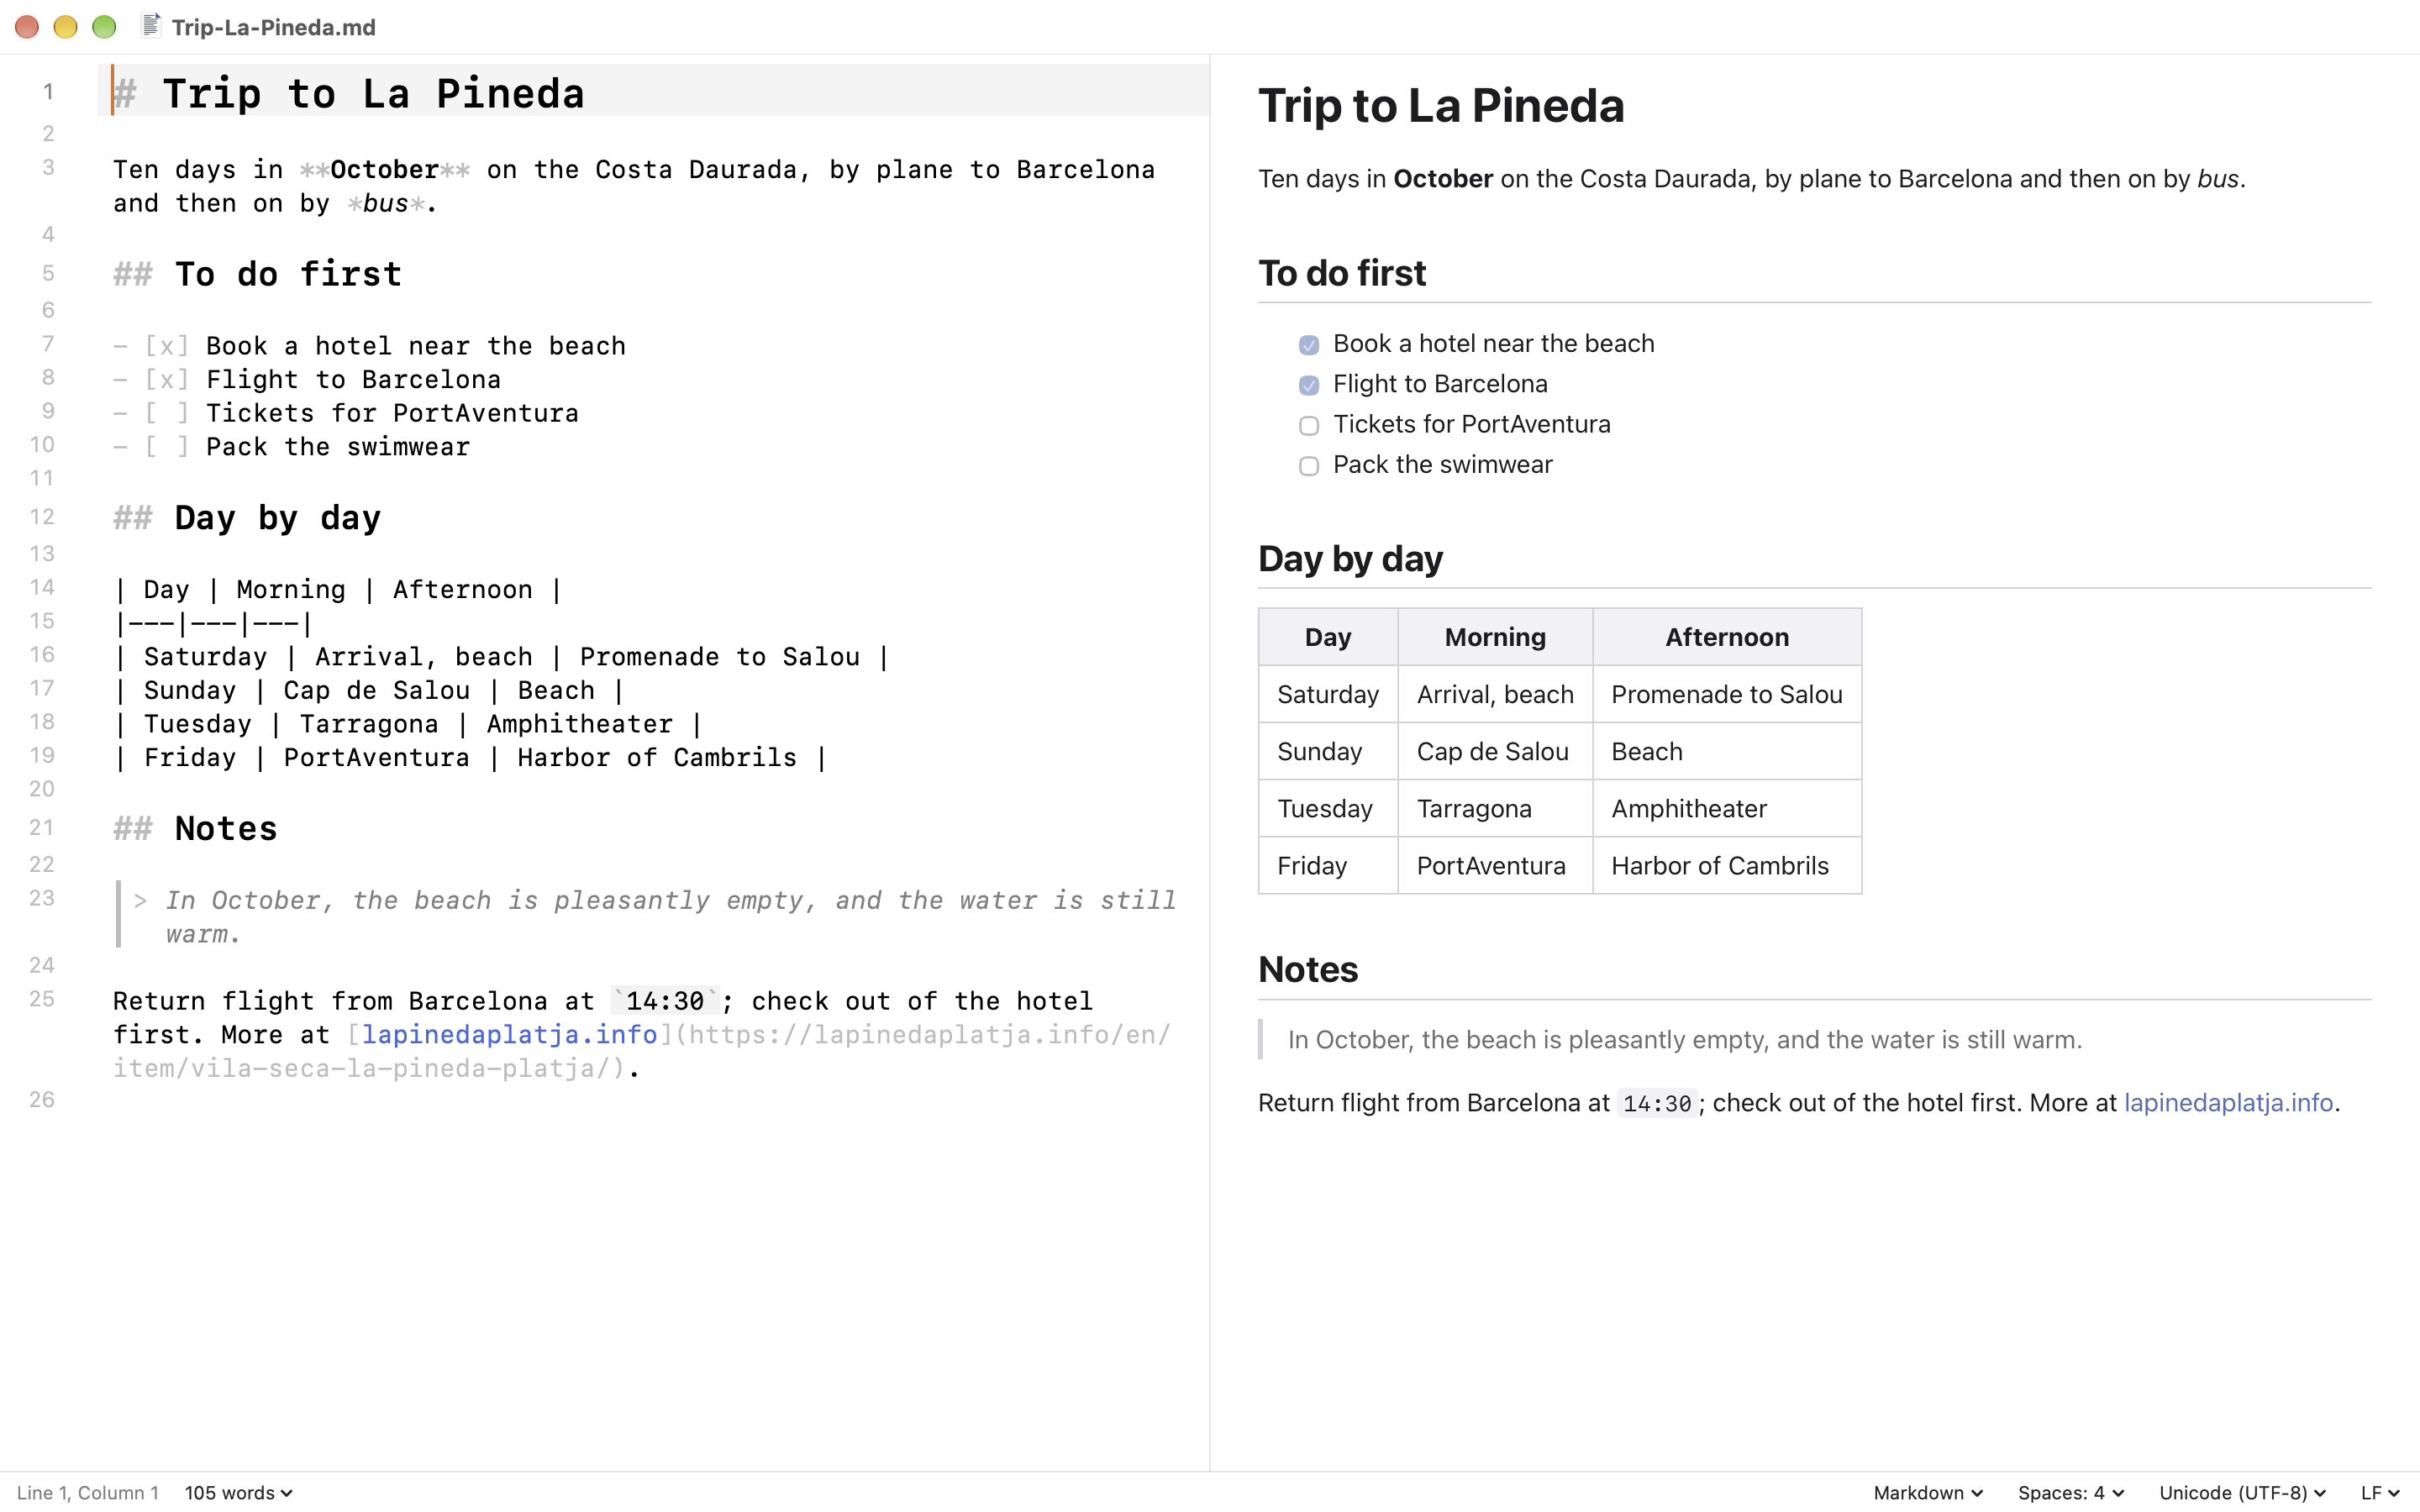 Trip-La-Pineda.md
1 # Trip to La Pineda
2
3 Ten days in **October** on the Costa Daurada, by plane to Barcelona
and then on by *bus*.
4
5 ## To do first
6
7 - [x] Book a hotel near the beach
8 - [x] Flight to Barcelona
9 - [ ] Tickets for PortAventura
10 - [ ] Pack the swimwear
11
12 ## Day by day
13
14 | Day | Morning | Afternoon |
15 |---|---|---|
16 | Saturday | Arrival, beach | Promenade to Salou |
17 | Sunday | Cap de Salou | Beach |
18 | Tuesday | Tarragona | Amphitheater |
19 | Friday | PortAventura | Harbor of Cambrils |
20
21 ## Notes
22
23 > In October, the beach is pleasantly empty, and the water is still
warm.
24
25 Return flight from Barcelona at `14:30`; check out of the hotel
first. More at [lapinedaplatja.info](https://lapinedaplatja.info/en/
item/vila-seca-la-pineda-platja/).
26
Trip to La Pineda
Ten days in October on the Costa Daurada, by plane to Barcelona and then on by bus.
To do first
Book a hotel near the beach
Flight to Barcelona
Tickets for PortAventura
Pack the swimwear
Day by day
Day Morning Afternoon
Saturday Arrival, beach Promenade to Salou
Sunday Cap de Salou Beach
Tuesday Tarragona Amphitheater
Friday PortAventura Harbor of Cambrils
Notes
In October, the beach is pleasantly empty, and the water is still warm.
Return flight from Barcelona at 14:30; check out of the hotel first. More at lapinedaplatja.info.
Line 1, Column 1 105 words Markdown Spaces: 4 Unicode (UTF-8) LF